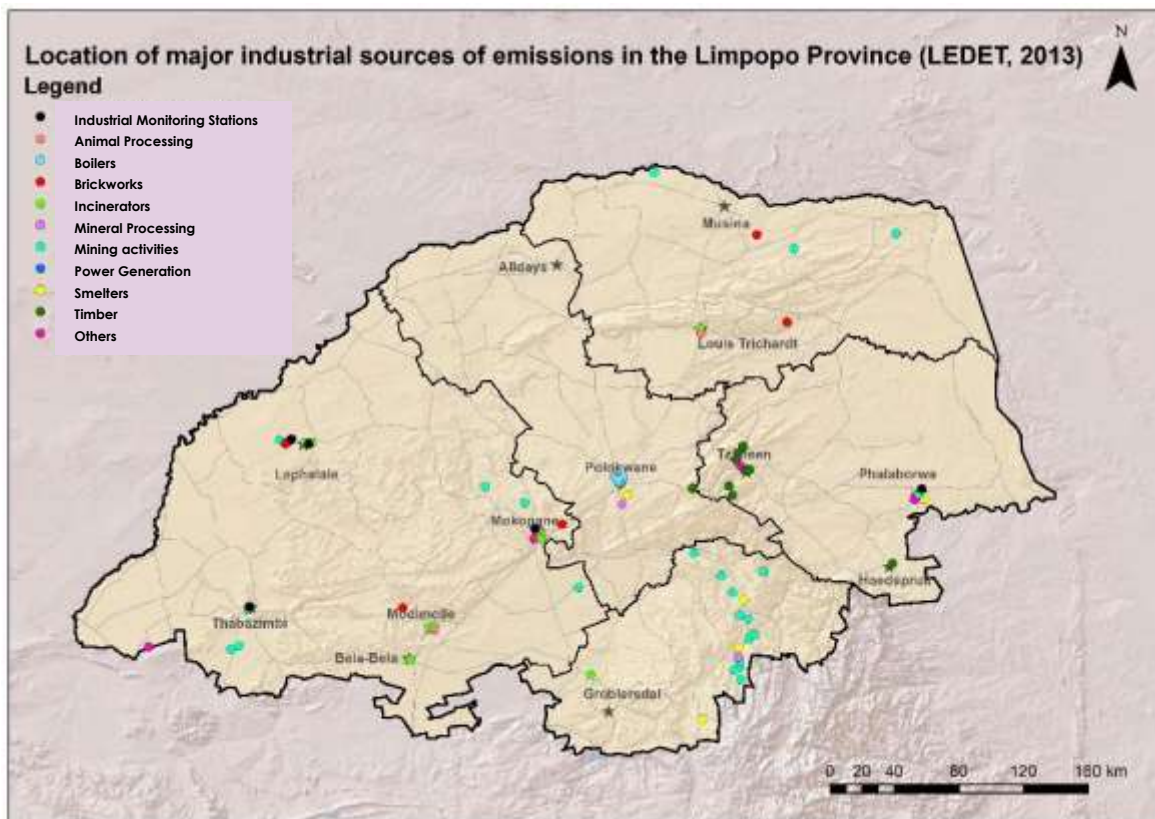 N
Location of major industrial sources of emissions in the Limpopo Province (LEDET, 2013)
Legend
Industrial Monitoring Stations
Animal Processing
Boilers
Brickworks
Incinerators
Mineral Processing
Mining activities
Power Generation
Smelters
Timber
Others
Musina
Alldays
Louis Trichardt
Lephalale
Polokwane
Phalaborwa
Mokopane
Hoedspruit
Thabazimbi
Modimolle
Bela-Bela
Groblersdal
0 20 40 80 120 160 km